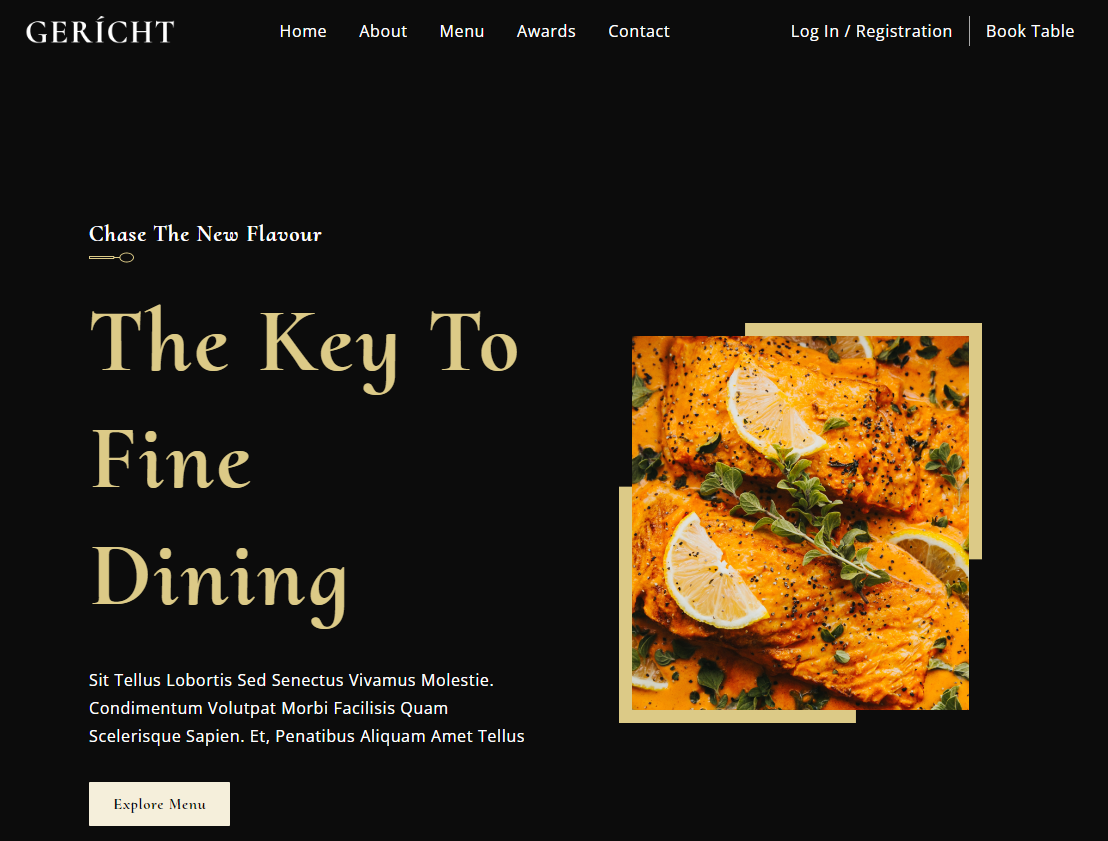 GERÍCHT
Home About Menu Awards Contact
Log In / Registration Book Table
Chase The New Flavour
The Key To
Fine
Dining
Sit Tellus Lobortis Sed Senectus Vivamus Molestie.
Condimentum Volutpat Morbi Facilisis Quam
Scelerisque Sapien. Et, Penatibus Aliquam Amet Tellus
Explore Menu